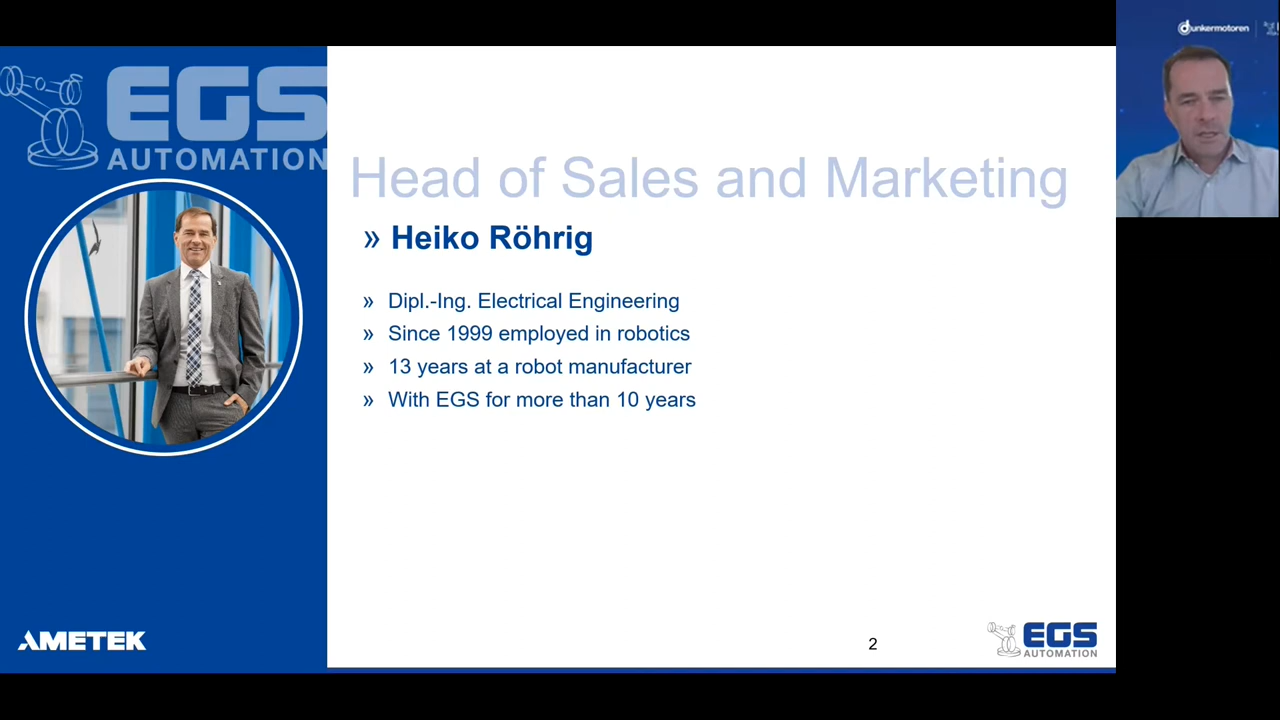 EGS
AUTOMATION
Head of Sales and Marketing
» Heiko Röhrig
» Dipl.-Ing. Electrical Engineering
» Since 1999 employed in robotics
» 13 years at a robot manufacturer
» With EGS for more than 10 years
AMETEK
2
EGS
AUTOMATION
dunkermotoren